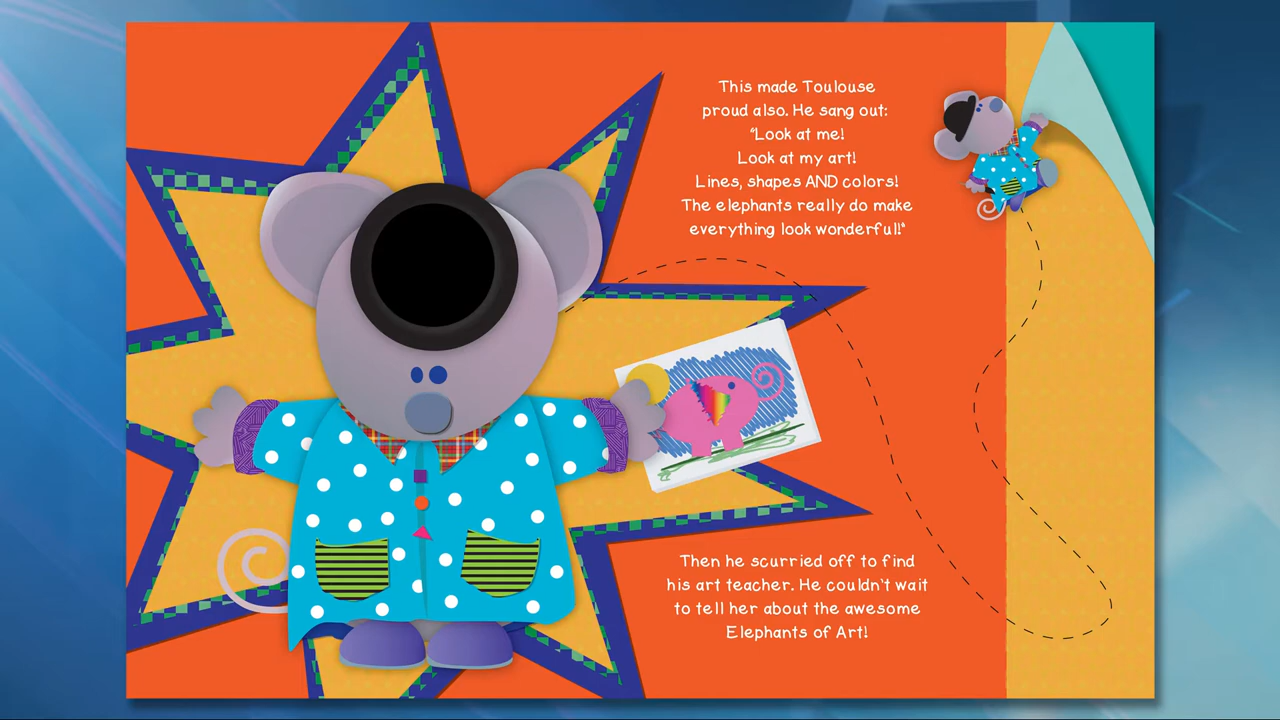 This made Toulouse
proud also. He sang out:
"Look at me!
Look at my art!
Lines, shapes AND colors!
The elephants really do make
everything look wonderful!"
Then he scurried off to find
his art teacher. He couldn't wait
to tell her about the awesome
Elephants of Art!